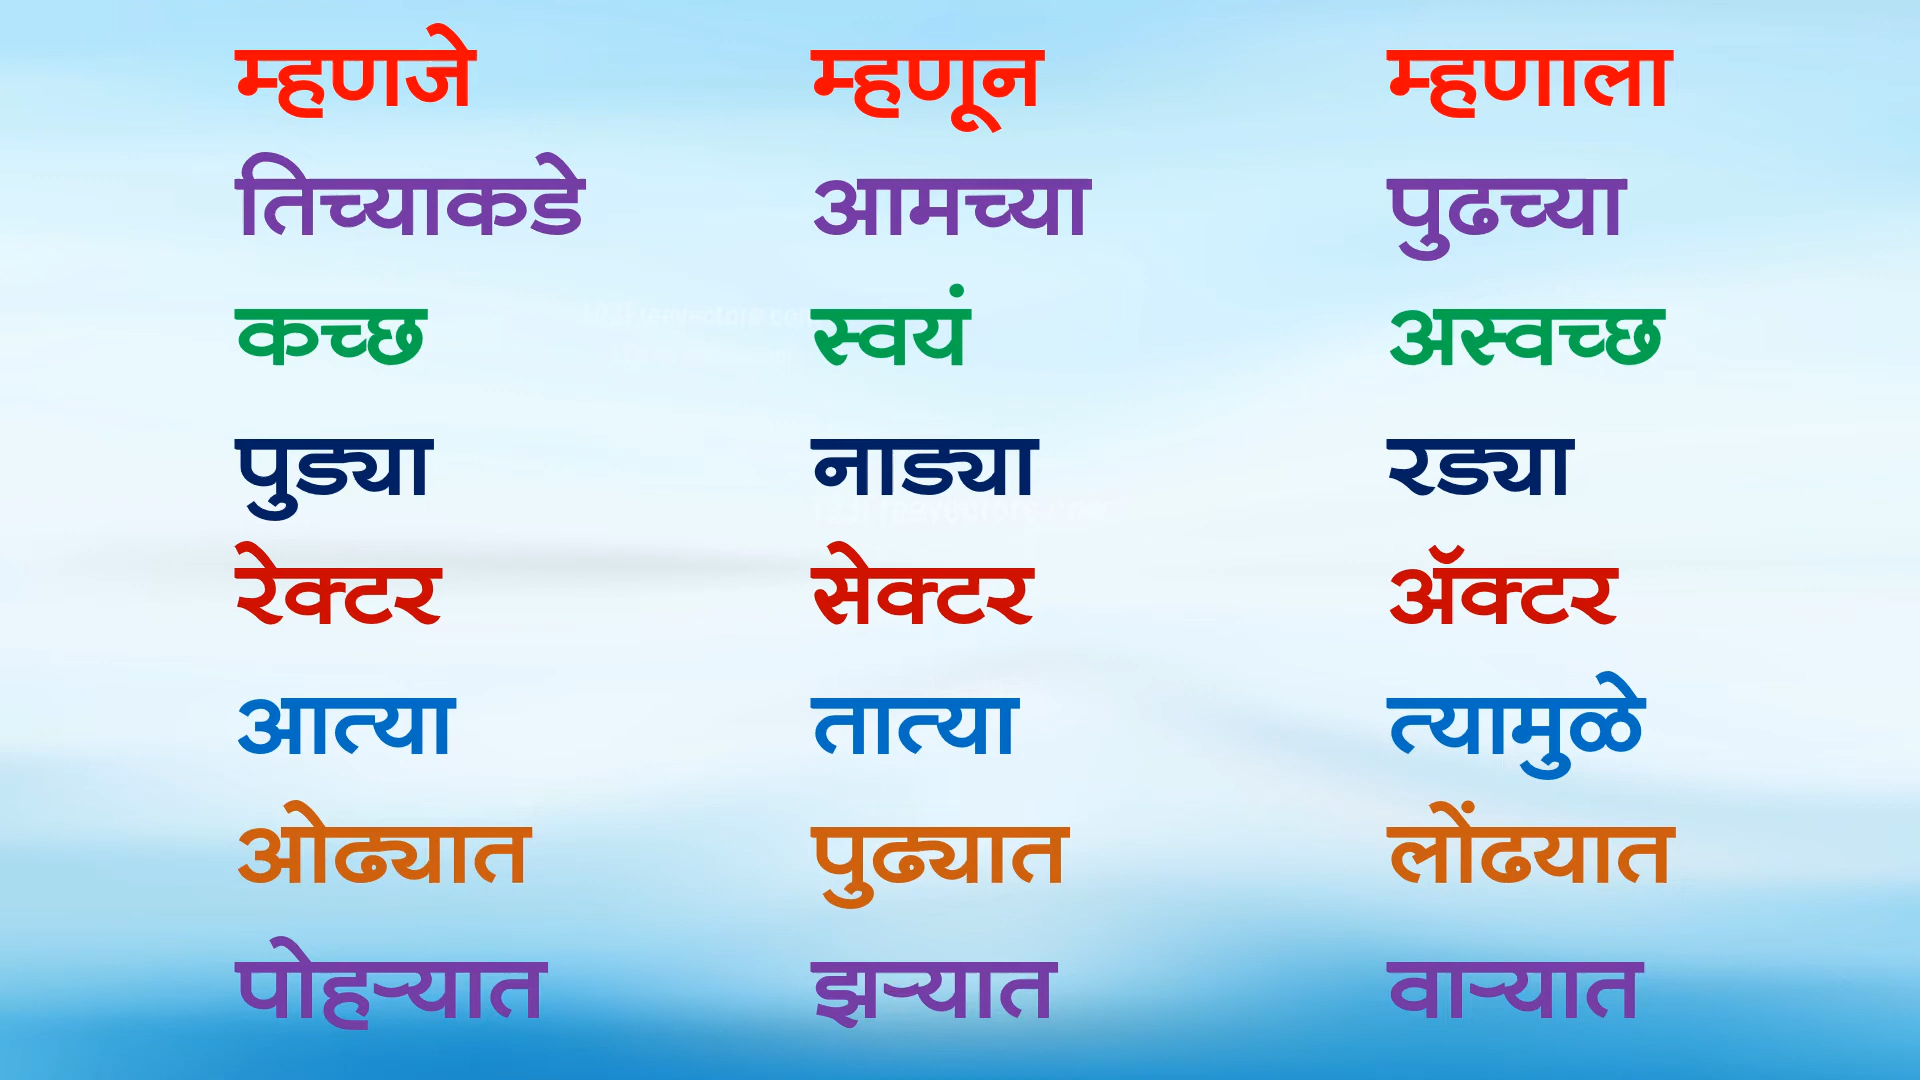 म्हणजे म्हणून म्हणाला
तिच्याकडे आमच्या पुढच्या
कच्छ स्वयं अस्वच्छ
पुड्या नाड्या रड्या
रेक्टर सेक्टर ॲक्टर
आत्या तात्या त्यामुळे
ओढ्यात पुढ्यात लोंढयात
पोहऱ्यात झऱ्यात वाऱ्यात